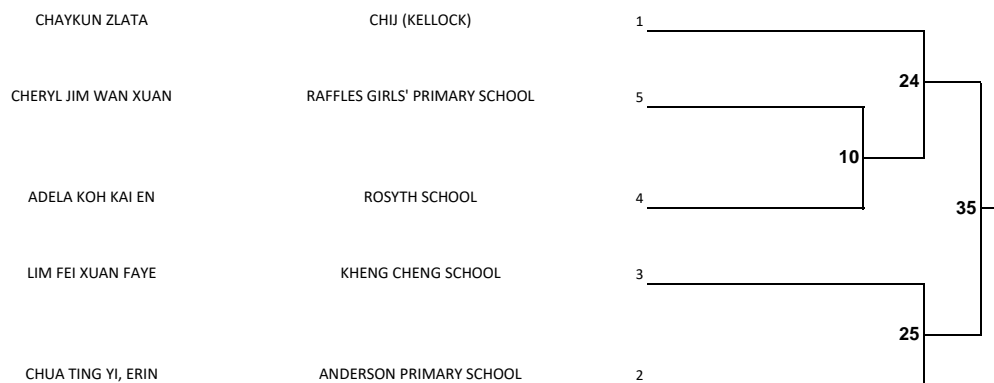 CHAYKUN ZLATA CHIJ (KELLOCK) 1
24
CHERYL JIM WAN XUAN RAFFLES GIRLS' PRIMARY SCHOOL 5
10
ADELA KOH KAI EN ROSYTH SCHOOL 4
35
LIM FEI XUAN FAYE KHENG CHENG SCHOOL 3
25
CHUA TING YI, ERIN ANDERSON PRIMARY SCHOOL 2